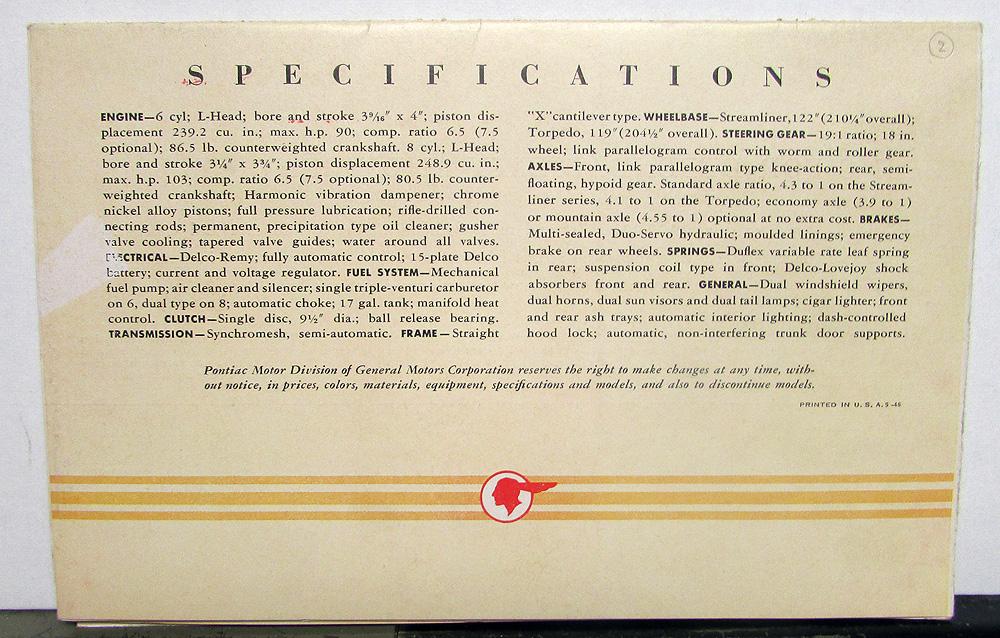 2
SPECIFICATIONS
ENGINE—6 cyl; L-Head; bore and stroke 3⁹⁄₁₆" x 4"; piston dis-
placement 239.2 cu. in.; max. h.p. 90; comp. ratio 6.5 (7.5
optional); 86.5 lb. counterweighted crankshaft. 8 cyl.; L-Head;
bore and stroke 3¼" x 3¾"; piston displacement 248.9 cu. in.;
max. h.p. 103; comp. ratio 6.5 (7.5 optional); 80.5 lb. counter-
weighted crankshaft; Harmonic vibration dampener; chrome
nickel alloy pistons; full pressure lubrication; rifle-drilled con-
necting rods; permanent, precipitation type oil cleaner; gusher
valve cooling; tapered valve guides; water around all valves.
ELECTRICAL—Delco-Remy; fully automatic control; 15-plate Delco
battery; current and voltage regulator. FUEL SYSTEM—Mechanical
fuel pump; air cleaner and silencer; single triple-venturi carburetor
on 6, dual type on 8; automatic choke; 17 gal. tank; manifold heat
control. CLUTCH—Single disc, 9½" dia.; ball release bearing.
TRANSMISSION—Synchromesh, semi-automatic. FRAME—Straight
"X" cantilever type. WHEELBASE—Streamliner, 122" (210¼" overall);
Torpedo, 119" (204½" overall). STEERING GEAR—19:1 ratio; 18 in.
wheel; link parallelogram control with worm and roller gear.
AXLES—Front, link parallelogram type knee-action; rear, semi-
floating, hypoid gear. Standard axle ratio, 4.3 to 1 on the Stream-
liner series, 4.1 to 1 on the Torpedo; economy axle (3.9 to 1)
or mountain axle (4.55 to 1) optional at no extra cost. BRAKES—
Multi-sealed, Duo-Servo hydraulic; moulded linings; emergency
brake on rear wheels. SPRINGS—Duflex variable rate leaf spring
in rear; suspension coil type in front; Delco-Lovejoy shock
absorbers front and rear. GENERAL—Dual windshield wipers,
dual horns, dual sun visors and dual tail lamps; cigar lighter; front
and rear ash trays; automatic interior lighting; dash-controlled
hood lock; automatic, non-interfering trunk door supports.
Pontiac Motor Division of General Motors Corporation reserves the right to make changes at any time, with-
out notice, in prices, colors, materials, equipment, specifications and models, and also to discontinue models.
PRINTED IN U. S. A. 5-46